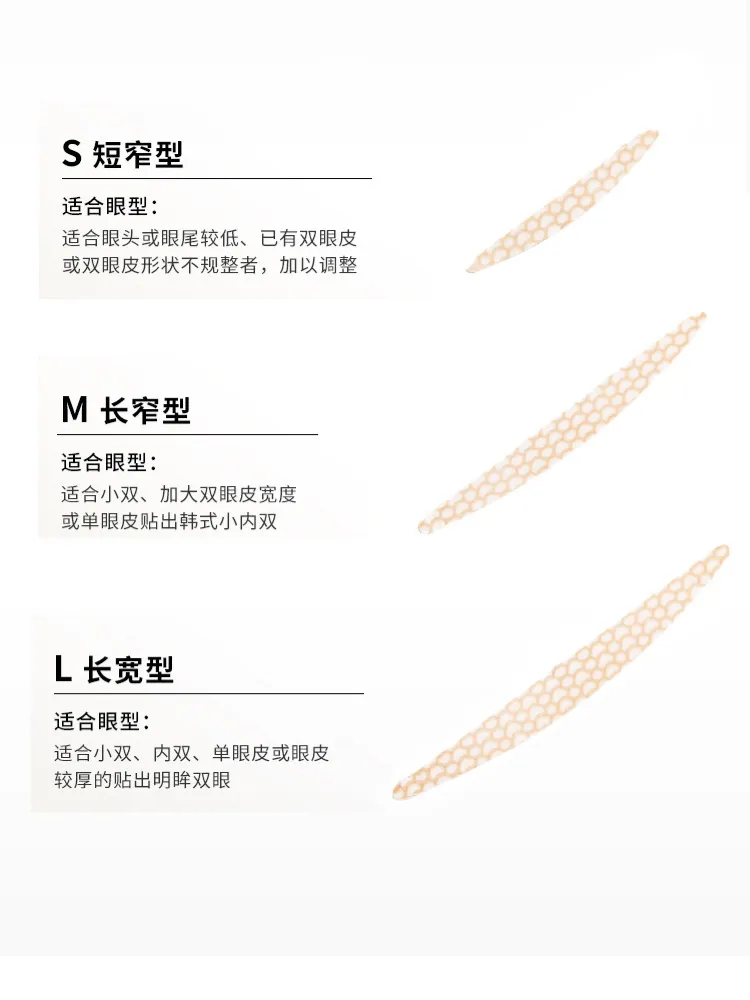 S 短窄型
适合眼型：
适合眼头或眼尾较低、已有双眼皮
或双眼皮形状不规整者，加以调整
M 长窄型
适合眼型：
适合小双、加大双眼皮宽度
或单眼皮贴出韩式小内双
L 长宽型
适合眼型：
适合小双、内双、单眼皮或眼皮
较厚的贴出明眸双眼